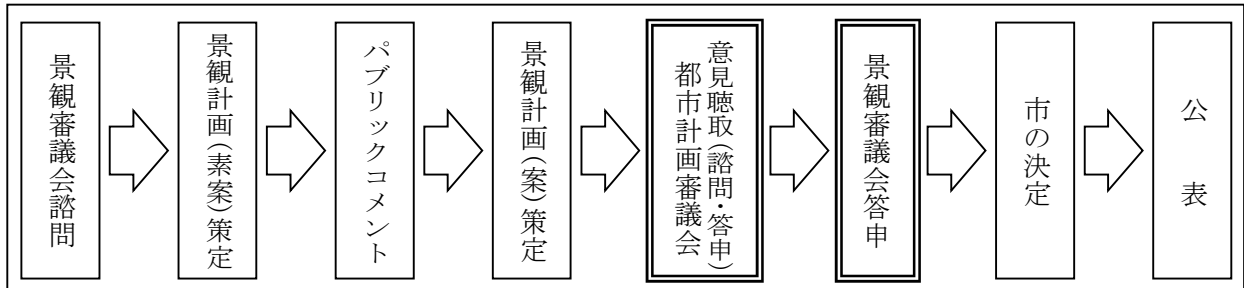 景観審議会諮問
景観計画（素案）策定
パブリックコメント
景観計画（案）策定
都市計画審議会
意見聴取（諮問・答申）
景観審議会答申
市の決定
公表